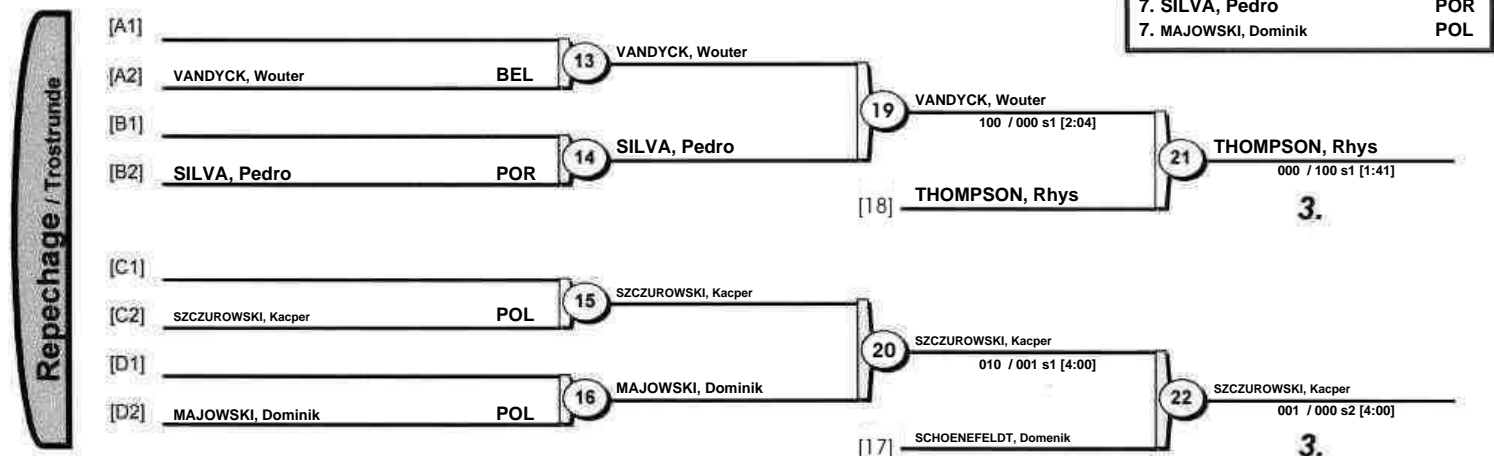 7. SILVA, Pedro POR
7. MAJOWSKI, Dominik POL
Repechage / Trostrunde
[A1]
[A2] VANDYCK, Wouter BEL
13 VANDYCK, Wouter
[B1]
[B2] SILVA, Pedro POR
14 SILVA, Pedro
19 VANDYCK, Wouter
100 / 000 s1 [2:04]
[18] THOMPSON, Rhys
21 THOMPSON, Rhys
000 / 100 s1 [1:41]
3.
[C1]
[C2] SZCZUROWSKI, Kacper POL
15 SZCZUROWSKI, Kacper
[D1]
[D2] MAJOWSKI, Dominik POL
16 MAJOWSKI, Dominik
20 SZCZUROWSKI, Kacper
010 / 001 s1 [4:00]
[17] SCHOENEFELDT, Domenik
22 SZCZUROWSKI, Kacper
001 / 000 s2 [4:00]
3.